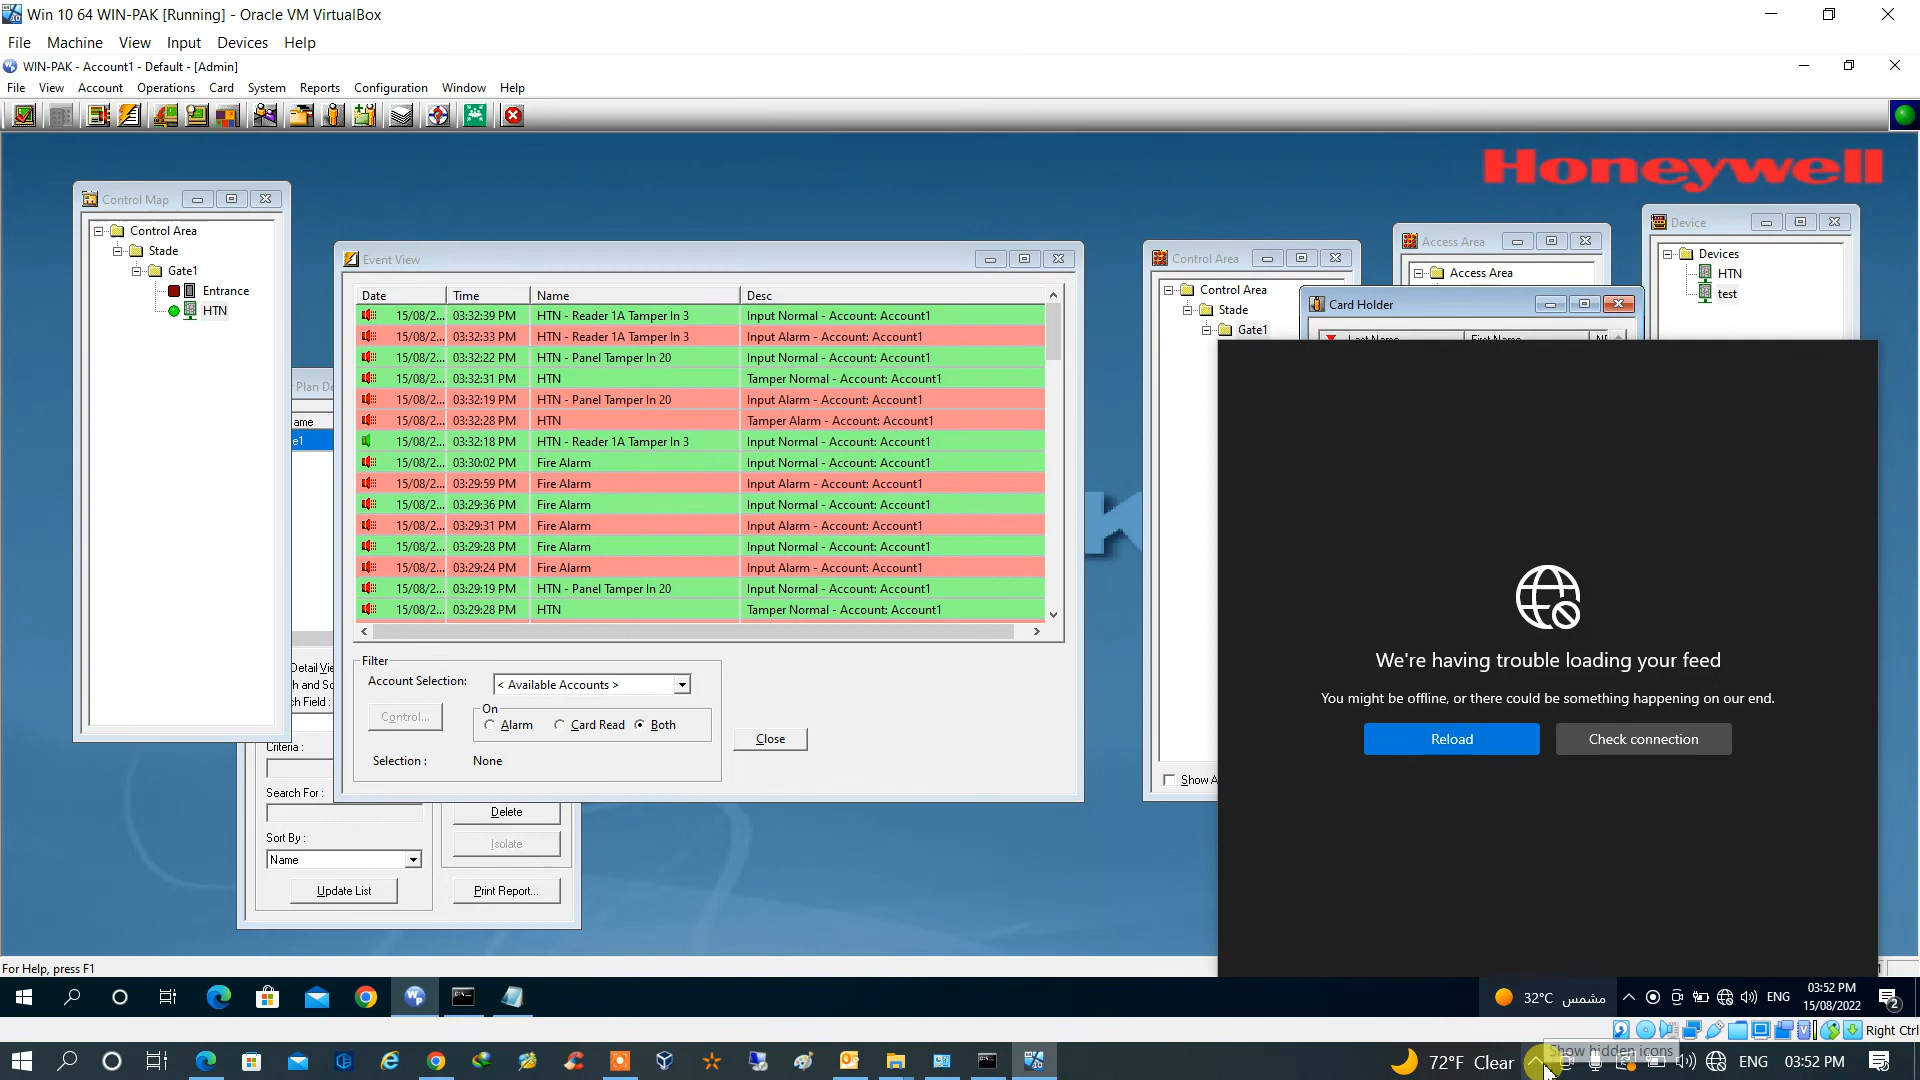 Win 10 64 WIN-PAK [Running] - Oracle VM VirtualBox
File Machine View Input Devices Help
WIN-PAK - Account1 - Default - [Admin]
File View Account Operations Card System Reports Configuration Window Help
Honeywell
Control Map
Control Area
Stade
Gate1
Entrance
HTN
Plan De
ame
e1
Event View
Date Time Name Desc
15/08/2... 03:32:39 PM HTN - Reader 1A Tamper In 3 Input Normal - Account: Account1
15/08/2... 03:32:33 PM HTN - Reader 1A Tamper In 3 Input Alarm - Account: Account1
15/08/2... 03:32:22 PM HTN - Panel Tamper In 20 Input Normal - Account: Account1
15/08/2... 03:32:31 PM HTN Tamper Normal - Account: Account1
15/08/2... 03:32:19 PM HTN - Panel Tamper In 20 Input Alarm - Account: Account1
15/08/2... 03:32:28 PM HTN Tamper Alarm - Account: Account1
15/08/2... 03:32:18 PM HTN - Reader 1A Tamper In 3 Input Normal - Account: Account1
15/08/2... 03:30:02 PM Fire Alarm Input Normal - Account: Account1
15/08/2... 03:29:59 PM Fire Alarm Input Alarm - Account: Account1
15/08/2... 03:29:36 PM Fire Alarm Input Normal - Account: Account1
15/08/2... 03:29:31 PM Fire Alarm Input Alarm - Account: Account1
15/08/2... 03:29:28 PM Fire Alarm Input Normal - Account: Account1
15/08/2... 03:29:24 PM Fire Alarm Input Alarm - Account: Account1
15/08/2... 03:29:19 PM HTN - Panel Tamper In 20 Input Normal - Account: Account1
15/08/2... 03:29:28 PM HTN Tamper Normal - Account: Account1
Filter
Account Selection: < Available Accounts >
Control...
On
Alarm Card Read Both
Selection : None
Close
Detail Vie
h and So
ch Field :
Criteria :
Search For :
Sort By :
Name
Update List
Delete
Isolate
Print Report...
K
Control Area
Control Area
Stade
Gate1
Show A
Access Area
Access Area
Card Holder
Last Name First Name
Device
Devices
HTN
test
We're having trouble loading your feed
You might be offline, or there could be something happening on our end.
Reload Check connection
For Help, press F1
32°C مشمس ENG 03:52 PM
15/08/2022
2
Right Ctrl
Show hidden icons
72°F Clear ENG 03:52 PM